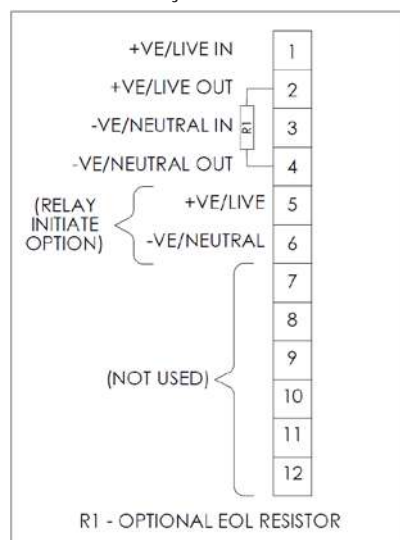 +VE/LIVE IN 1
+VE/LIVE OUT 2
-VE/NEUTRAL IN R1 3
-VE/NEUTRAL OUT 4
(RELAY INITIATE OPTION)
+VE/LIVE 5
-VE/NEUTRAL 6
7
8
9
(NOT USED)
10
11
12
R1 - OPTIONAL EOL RESISTOR